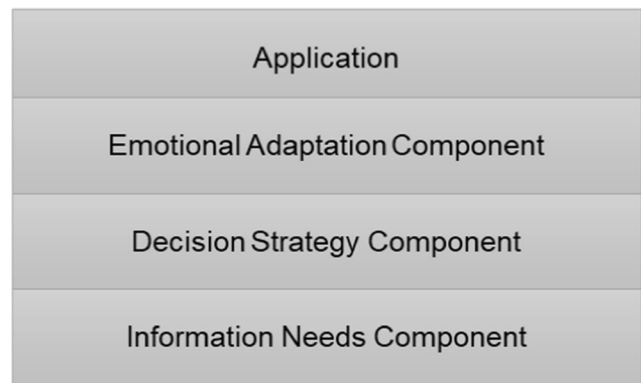 Application
Emotional Adaptation Component
Decision Strategy Component
Information Needs Component